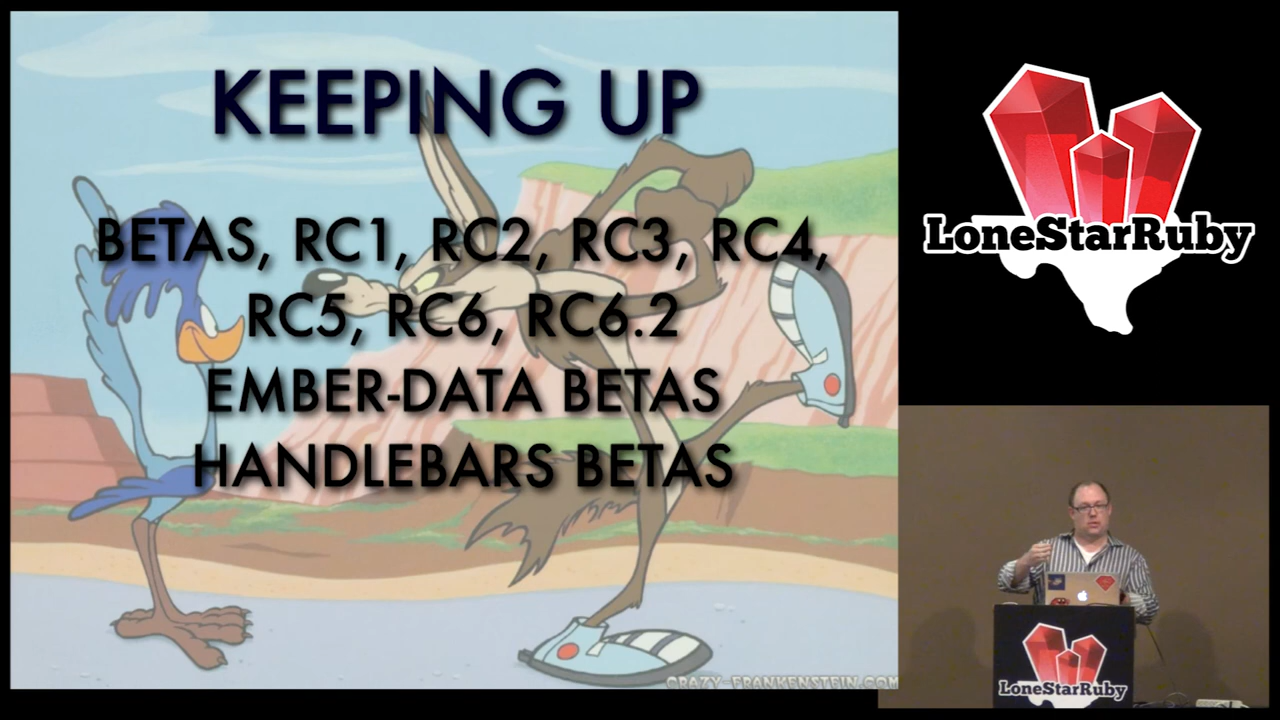 KEEPING UP
BETAS, RC1, RC2, RC3, RC4,
RC5, RC6, RC6.2
EMBER-DATA BETAS
HANDLEBARS BETAS
CRAZY-FRANKENSTEIN.COM
LoneStarRuby
LoneStarRuby